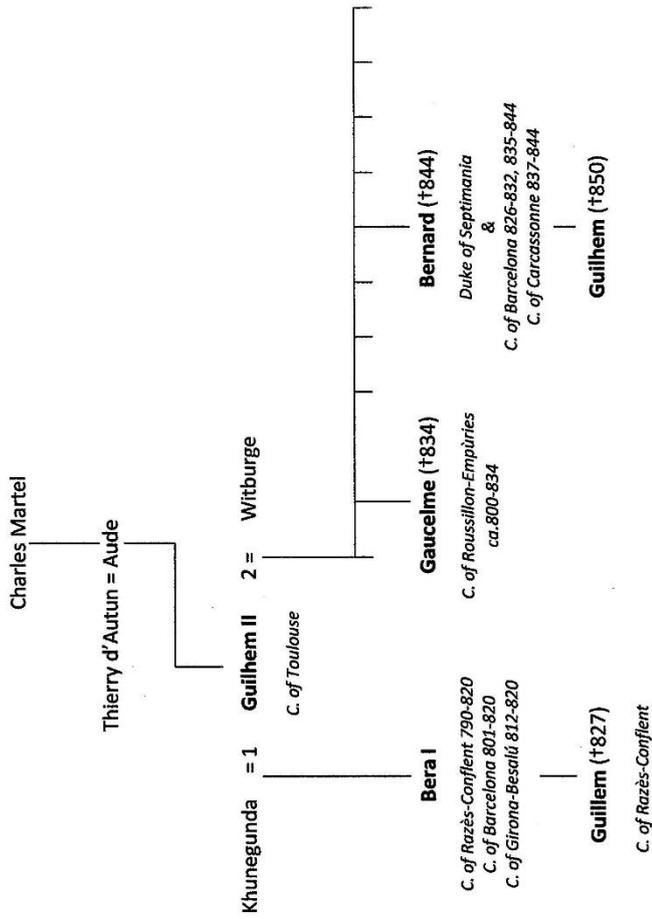 Charles Martel
Thierry d'Autun = Aude
Khunegunda = 1 Guilhem II 2 = Witburge
C. of Toulouse
Bera I
C. of Razès-Conflent 790-820
C. of Barcelona 801-820
C. of Girona-Besalú 812-820
Guillem (†827)
C. of Razès-Conflent
Gaucelme (†834)
C. of Roussillon-Empùries
ca.800-834
Bernard (†844)
Duke of Septimania
&
C. of Barcelona 826-832, 835-844
C. of Carcassonne 837-844
Guilhem (†850)